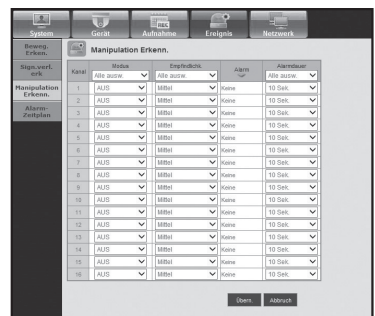 System Gerät Aufnahme Ereignis Netzwerk
REC
Beweg. Erken.
Sign.verl. erk
Manipulation Erkenn.
Alarm-Zeitplan
Manipulation Erkenn.
Kanal Modus Empfindlichk. Alarm Alarmdauer
Alle ausw. Alle ausw. Alle ausw.
1 AUS Mittel Keine 10 Sek.
2 AUS Mittel Keine 10 Sek.
3 AUS Mittel Keine 10 Sek.
4 AUS Mittel Keine 10 Sek.
5 AUS Mittel Keine 10 Sek.
6 AUS Mittel Keine 10 Sek.
7 AUS Mittel Keine 10 Sek.
8 AUS Mittel Keine 10 Sek.
9 AUS Mittel Keine 10 Sek.
10 AUS Mittel Keine 10 Sek.
11 AUS Mittel Keine 10 Sek.
12 AUS Mittel Keine 10 Sek.
13 AUS Mittel Keine 10 Sek.
14 AUS Mittel Keine 10 Sek.
15 AUS Mittel Keine 10 Sek.
16 AUS Mittel Keine 10 Sek.
Übern. Abbruch